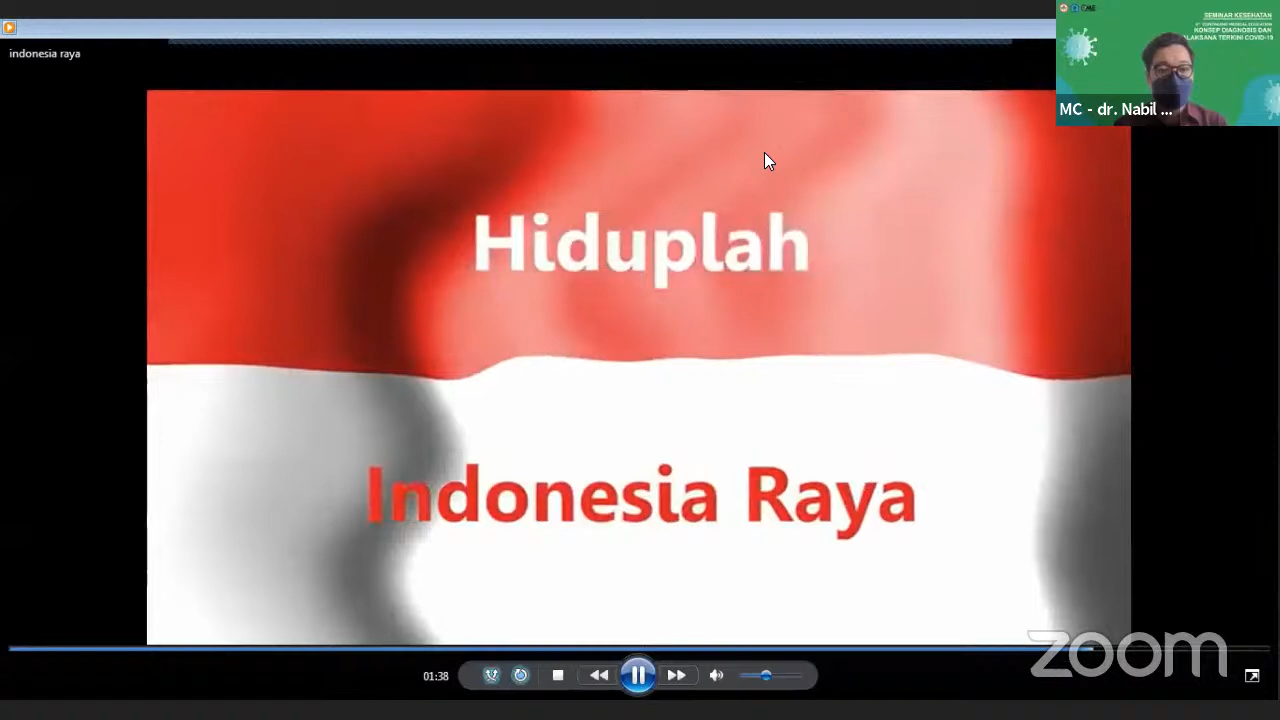 indonesia raya
SEMINAR KESEHATAN
KONSEP DIAGNOSIS DAN
MC - dr. Nabil ...
Hiduplah
Indonesia Raya
zoom
01:38